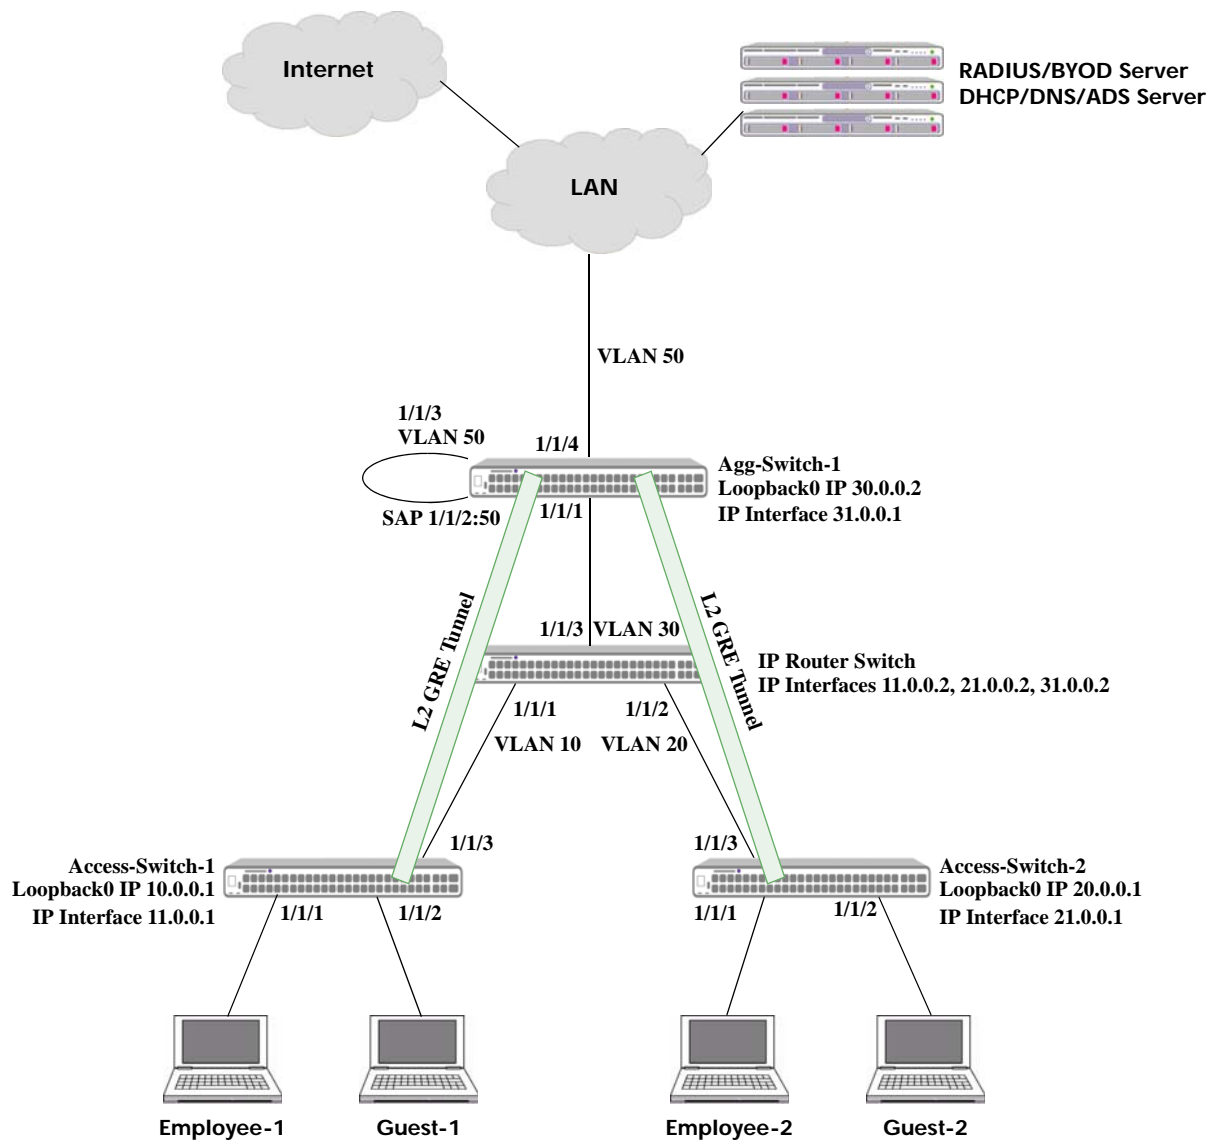 Internet
RADIUS/BYOD Server
DHCP/DNS/ADS Server
LAN
VLAN 50
1/1/3
VLAN 50
1/1/4
Agg-Switch-1
Loopback0 IP 30.0.0.2
IP Interface 31.0.0.1
SAP 1/1/2:50
1/1/1
L2 GRE Tunnel
L2 GRE Tunnel
1/1/3
VLAN 30
IP Router Switch
IP Interfaces 11.0.0.2, 21.0.0.2, 31.0.0.2
1/1/1
1/1/2
VLAN 10
VLAN 20
1/1/3
1/1/3
Access-Switch-1
Loopback0 IP 10.0.0.1
IP Interface 11.0.0.1
1/1/1
1/1/2
1/1/1
1/1/2
Access-Switch-2
Loopback0 IP 20.0.0.1
IP Interface 21.0.0.1
Employee-1
Guest-1
Employee-2
Guest-2